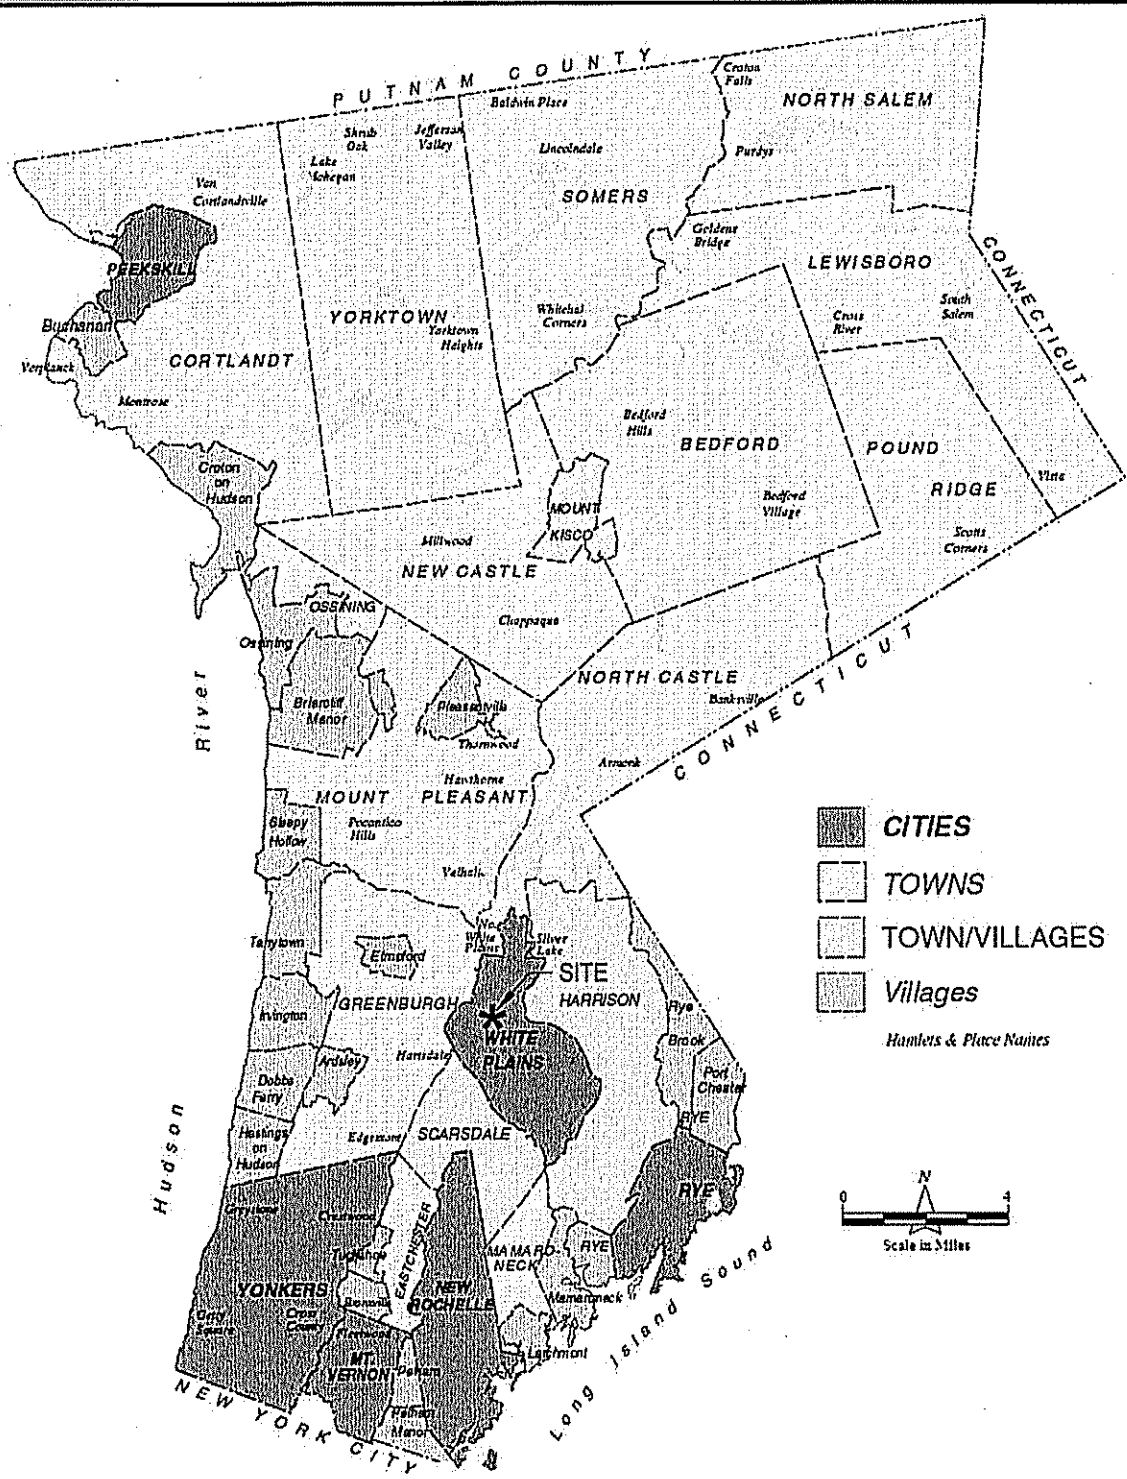 PUTNAM COUNTY
Croton
Falls
Baldwin Place
NORTH SALEM
Shrub
Oak
Jefferson
Valley
Lincolndale
Purdys
Lake
Mohegan
Van
Cortlandtville
SOMERS
Goldens
Bridge
LEWISBORO
CONNECTICUT
PEEKSKILL
Buchanan
YORKTOWN
Yorktown
Heights
Whitehal
Corners
Cross
River
South
Salem
Verplanck
CORTLANDT
Montrose
Bedford
Hills
BEDFORD
POUND
RIDGE
Vista
Croton
on
Hudson
MOUNT
KISCO
Bedford
Village
Scotts
Corners
Millwood
NEW CASTLE
OSSINING
Chappaqua
Ossining
CONNECTICUT
NORTH CASTLE
Banksville
River
Briarcliff
Manor
Pleasantville
Thornwood
Armonk
Hawthorne
MOUNT PLEASANT
Pocantico
Hills
Sleepy
Hollow
CITIES
TOWNS
TOWN/VILLAGES
Villages
Hamlets & Place Names
Valhalla
No.
White
Plains
Silver
Lake
Tarrytown
Elmsford
SITE
GREENBURGH
HARRISON
Irvington
Rye
Brook
WHITE
PLAINS
Hartsdale
Ardsley
Port
Chester
Dobbs
Ferry
RYE
Hudson
Hastings
on
Hudson
Edgemont
SCARSDALE
RYE
N
0 4
Scale in Miles
Greystone
Crestwood
EASTCHESTER
Tuckahoe
MAMARO-
NECK
RYE
Long Island Sound
YONKERS
Bronxville
NEW
ROCHELLE
Mamaroneck
Getty
Square
Cross
County
Fleetwood
Larchmont
MT.
VERNON
Pelham
Pelham
Manor
NEW YORK CITY